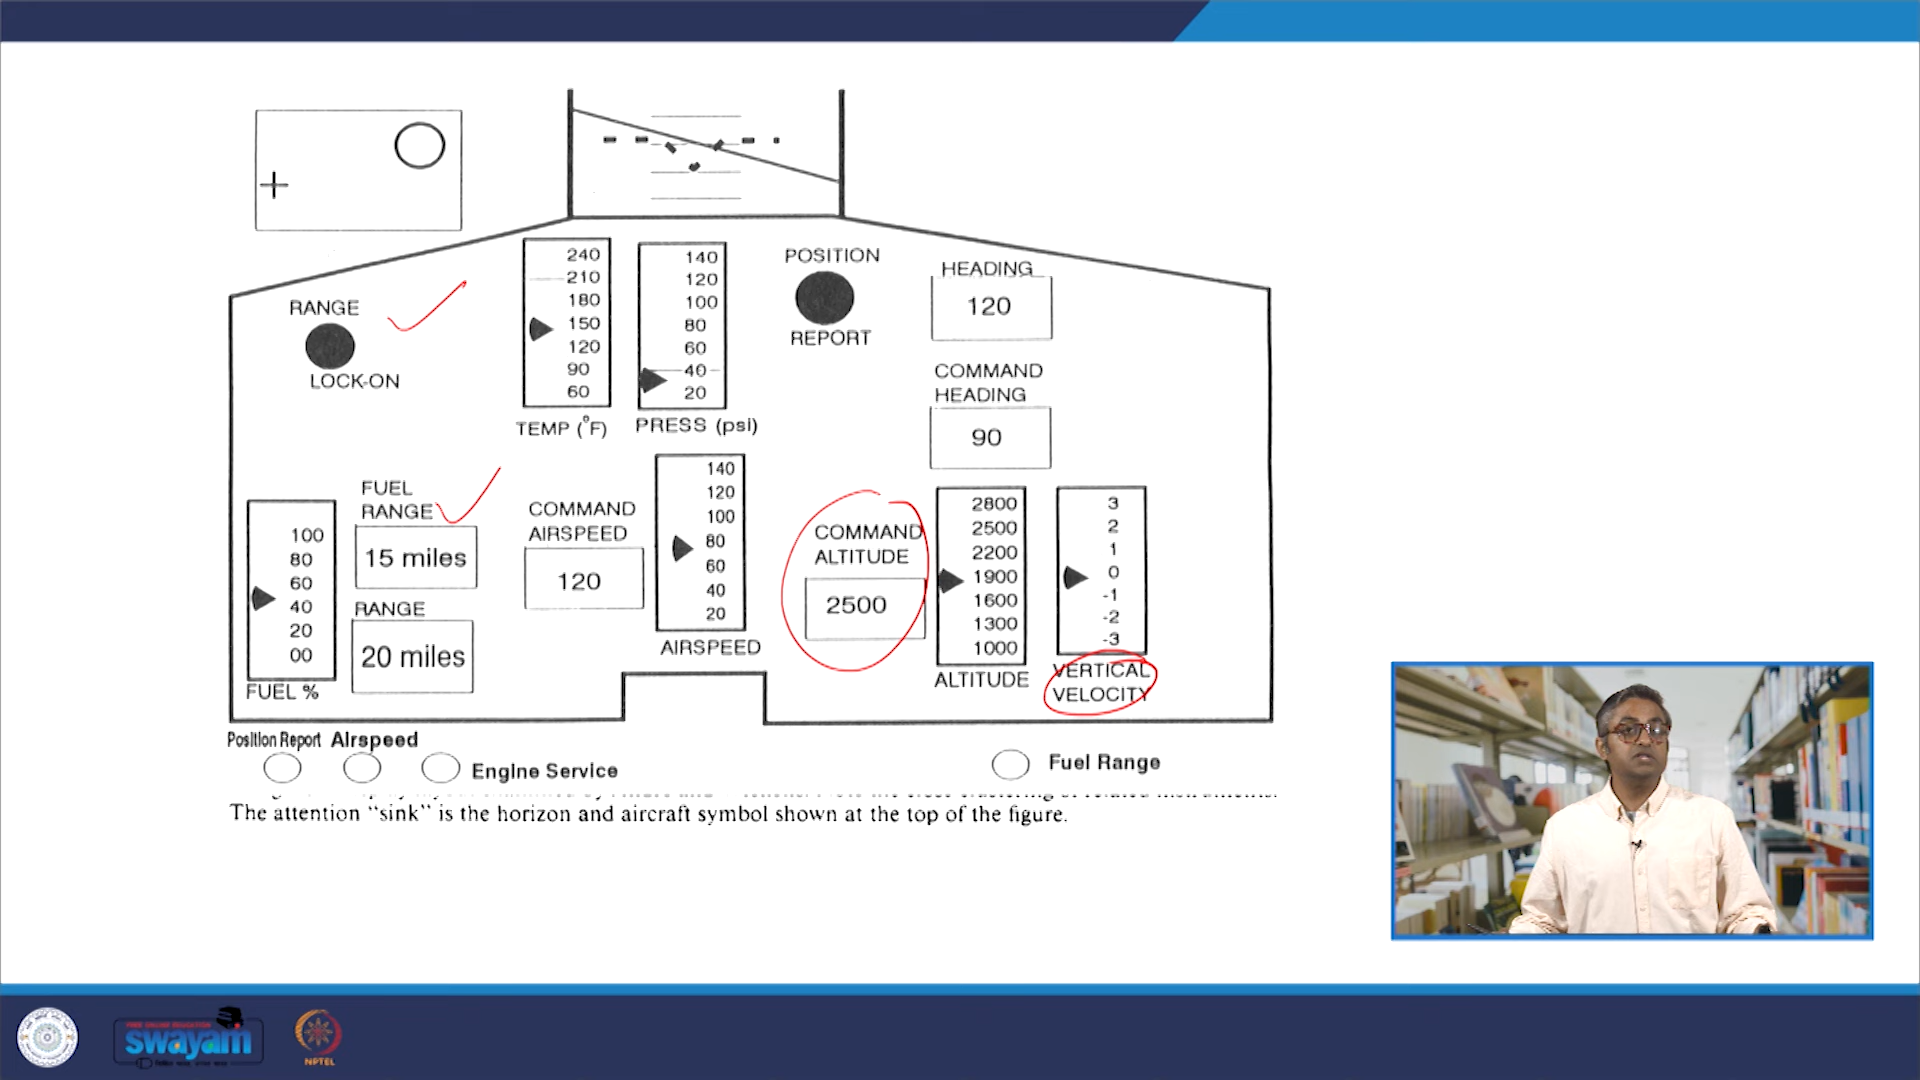 RANGE
LOCK-ON
240
210
180
150
120
90
60
TEMP (°F)
140
120
100
80
60
40
20
PRESS (psi)
POSITION
REPORT
HEADING
120
COMMAND
HEADING
90
100
80
60
40
20
00
FUEL %
FUEL
RANGE
15 miles
RANGE
20 miles
COMMAND
AIRSPEED
120
140
120
100
80
60
40
20
AIRSPEED
COMMAND
ALTITUDE
2500
2800
2500
2200
1900
1600
1300
1000
ALTITUDE
3
2
1
0
-1
-2
-3
VERTICAL
VELOCITY
Position Report Airspeed
Engine Service
Fuel Range
The attention “sink” is the horizon and aircraft symbol shown at the top of the figure.
FREE ONLINE EDUCATION
swayam
NPTEL